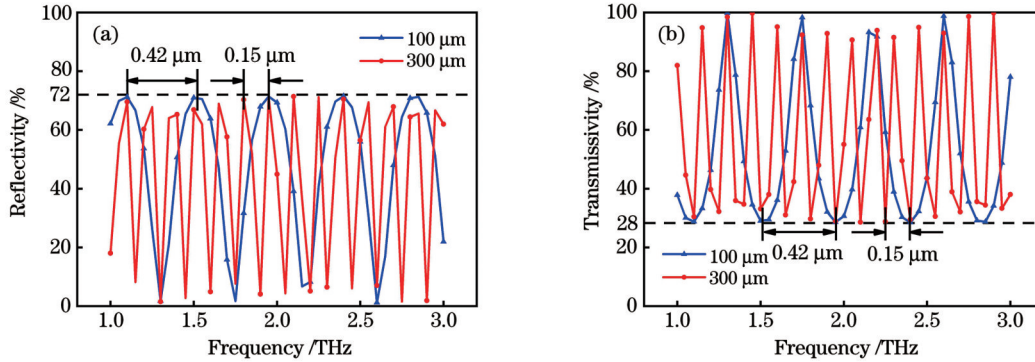 (a)
100 μm
300 μm
0.42 μm
0.15 μm
100
80
72
60
40
20
0
Reflectivity /%
1.0 1.5 2.0 2.5 3.0
Frequency /THz
(b)
100
80
60
40
28
20
0
Transmissivity /%
0.42 μm
0.15 μm
100 μm
300 μm
1.0 1.5 2.0 2.5 3.0
Frequency /THz